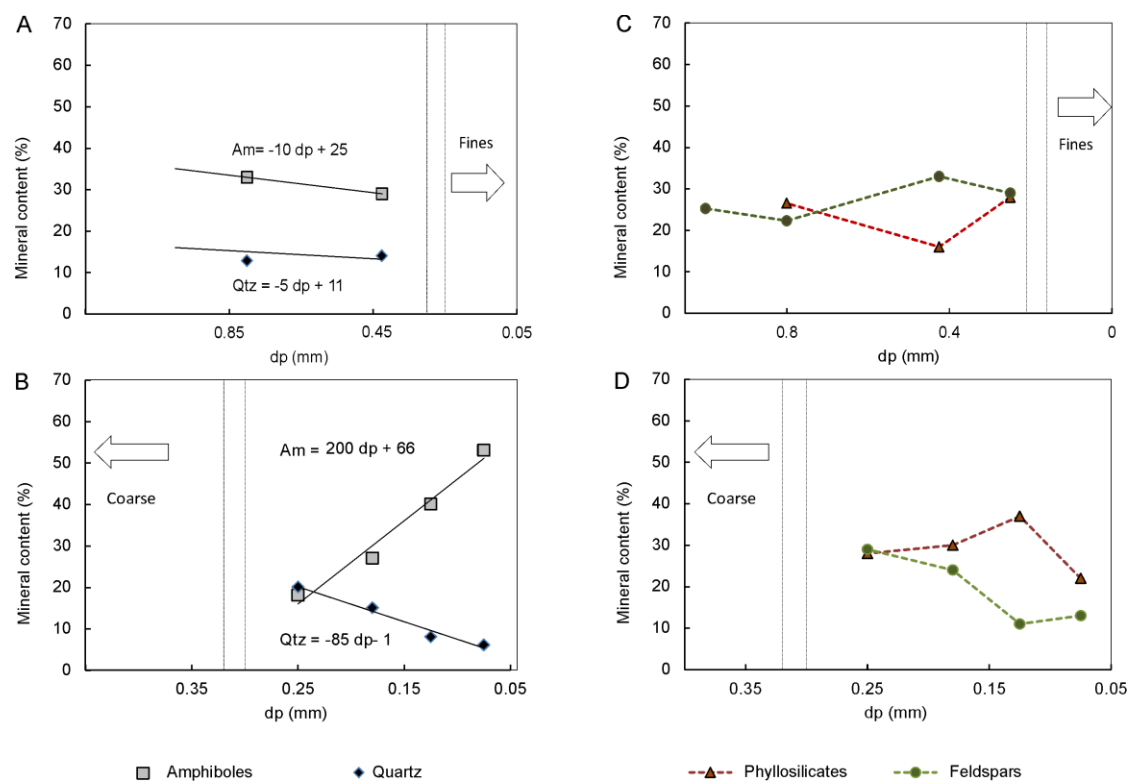 A
Mineral content (%)
70
60
50
40
30
20
10
0
Am= -10 dp + 25
Qtz = -5 dp + 11
Fines
0.85
0.45
0.05
dp (mm)
C
Mineral content (%)
70
60
50
40
30
20
10
0
Fines
0.8
0.4
0
dp (mm)
B
Mineral content (%)
70
60
50
40
30
20
10
0
Coarse
Am = 200 dp + 66
Qtz = -85 dp- 1
0.35
0.25
0.15
0.05
dp (mm)
D
Mineral content (%)
70
60
50
40
30
20
10
0
Coarse
0.35
0.25
0.15
0.05
dp (mm)
Amphiboles
Quartz
Phyllosilicates
Feldspars